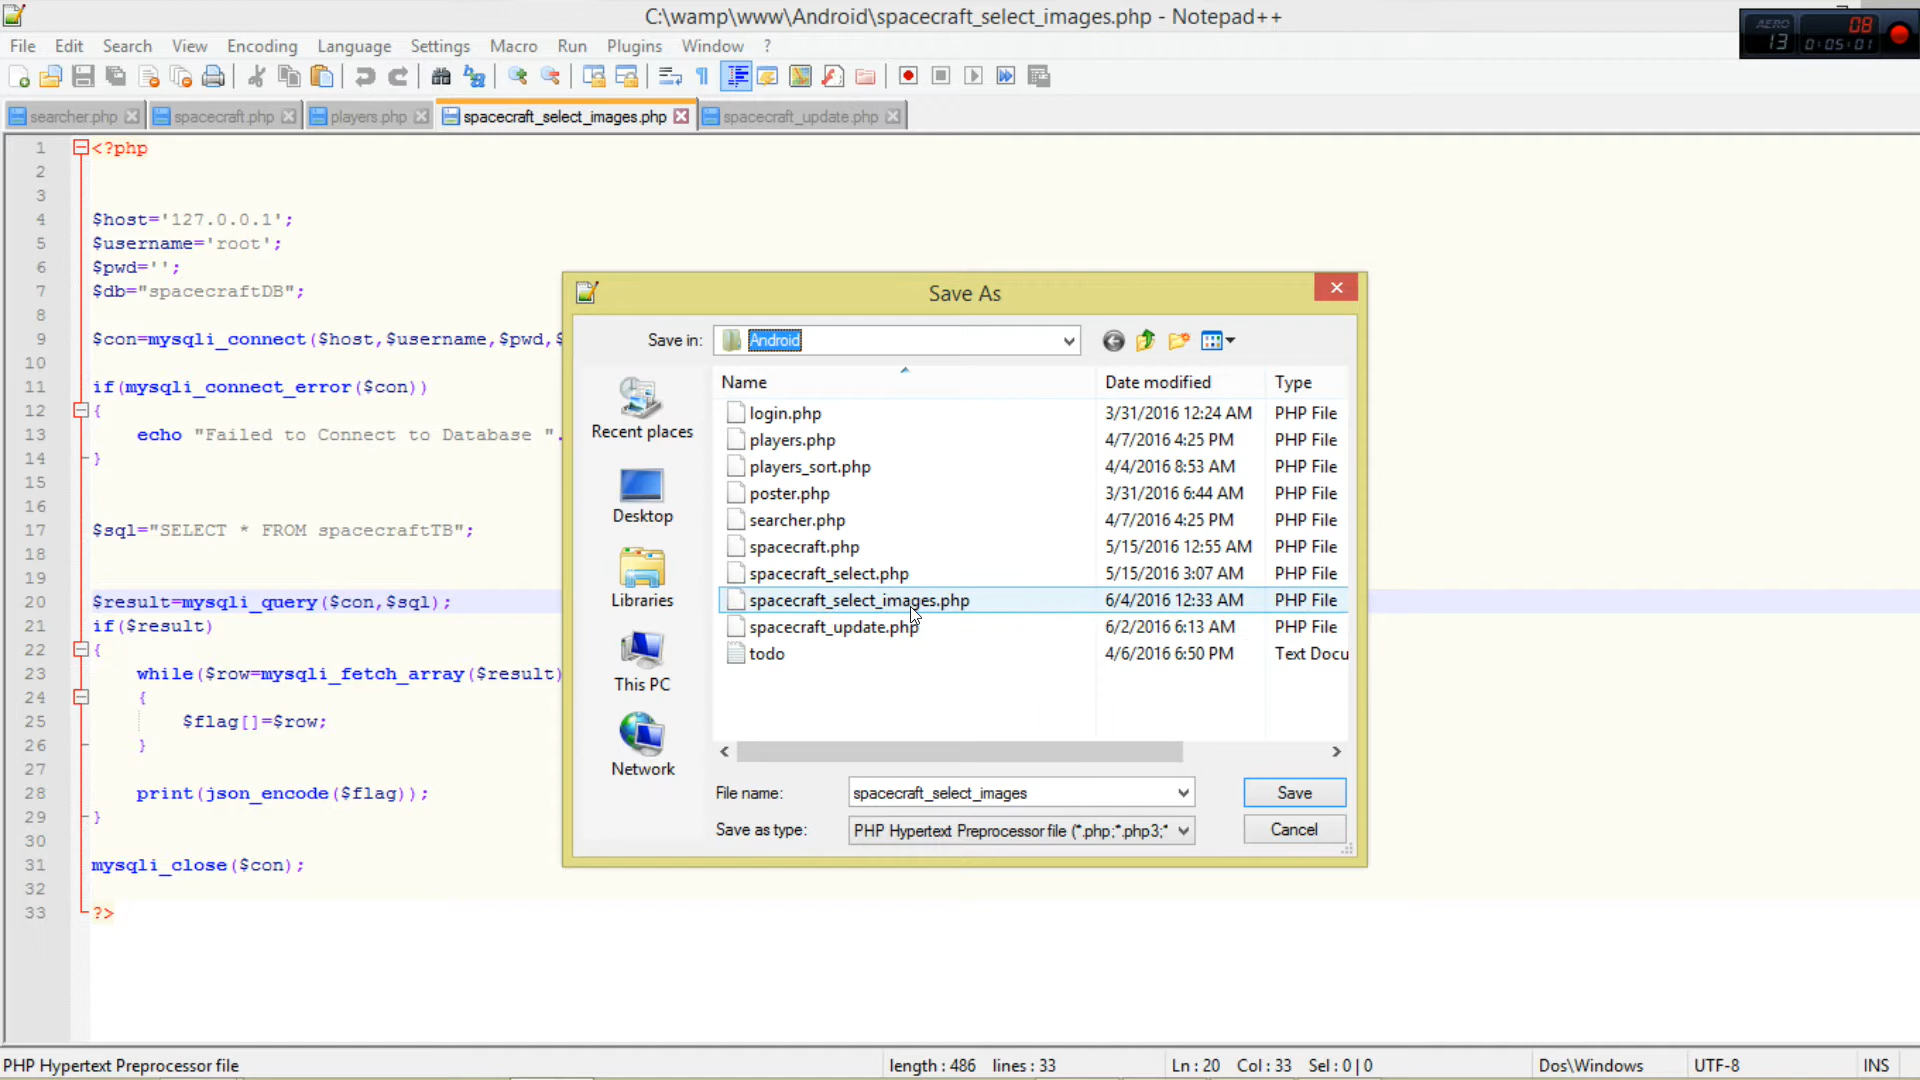 C:\wamp\www\Android\spacecraft_select_images.php - Notepad++
AERO 13 08 0:05:01
File Edit Search View Encoding Language Settings Macro Run Plugins Window ?
searcher.php spacecraft.php players.php spacecraft_select_images.php spacecraft_update.php
1 <?php
2
3
4 $host='127.0.0.1';
5 $username='root';
6 $pwd='';
7 $db="spacecraftDB";
8
9 $con=mysqli_connect($host,$username,$pwd,$
10
11 if(mysqli_connect_error($con))
12 {
13 echo "Failed to Connect to Database ".
14 }
15
16
17 $sql="SELECT * FROM spacecraftTB";
18
19
20 $result=mysqli_query($con,$sql);
21 if($result)
22 {
23 while($row=mysqli_fetch_array($result)
24 {
25 $flag[]=$row;
26 }
27
28 print(json_encode($flag));
29 }
30
31 mysqli_close($con);
32
33 ?>
Save As
Save in: Android
Recent places
Desktop
Libraries
This PC
Network
Name Date modified Type
login.php 3/31/2016 12:24 AM PHP File
players.php 4/7/2016 4:25 PM PHP File
players_sort.php 4/4/2016 8:53 AM PHP File
poster.php 3/31/2016 6:44 AM PHP File
searcher.php 4/7/2016 4:25 PM PHP File
spacecraft.php 5/15/2016 12:55 AM PHP File
spacecraft_select.php 5/15/2016 3:07 AM PHP File
spacecraft_select_images.php 6/4/2016 12:33 AM PHP File
spacecraft_update.php 6/2/2016 6:13 AM PHP File
todo 4/6/2016 6:50 PM Text Docu
File name: spacecraft_select_images Save
Save as type: PHP Hypertext Preprocessor file (*.php;*.php3;* Cancel
PHP Hypertext Preprocessor file length : 486 lines : 33 Ln : 20 Col : 33 Sel : 0 | 0 Dos\Windows UTF-8 INS